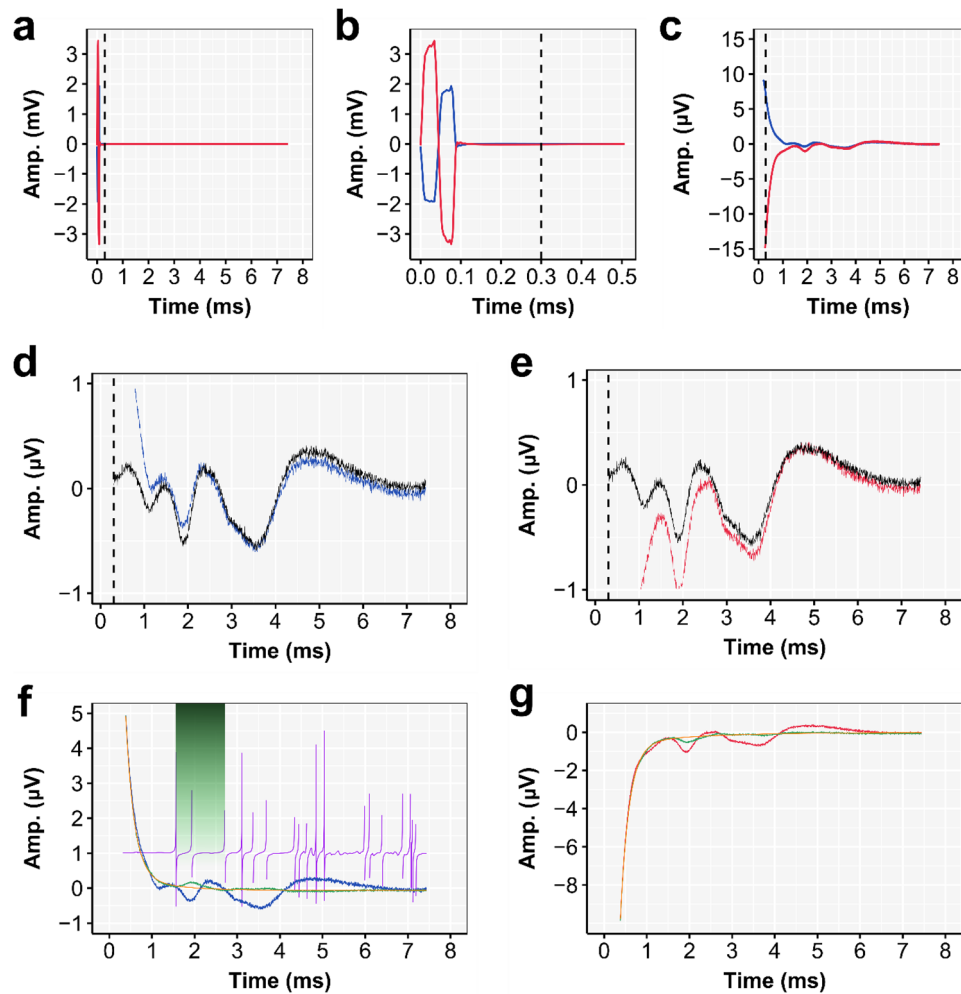 a
b
c
3
2
1
0
−1
−2
−3
Amp. (mV)
0 1 2 3 4 5 6 7 8
Time (ms)
3
2
1
0
−1
−2
−3
Amp. (mV)
0.0 0.1 0.2 0.3 0.4 0.5
Time (ms)
15
10
5
0
−5
−10
−15
Amp. (µV)
0 1 2 3 4 5 6 7 8
Time (ms)
d
e
1
0
−1
Amp. (µV)
0 1 2 3 4 5 6 7 8
Time (ms)
1
0
−1
Amp. (µV)
0 1 2 3 4 5 6 7 8
Time (ms)
f
g
5
4
3
2
1
0
−1
Amp. (µV)
0 1 2 3 4 5 6 7 8
Time (ms)
0
−2
−4
−6
−8
Amp. (µV)
0 1 2 3 4 5 6 7 8
Time (ms)